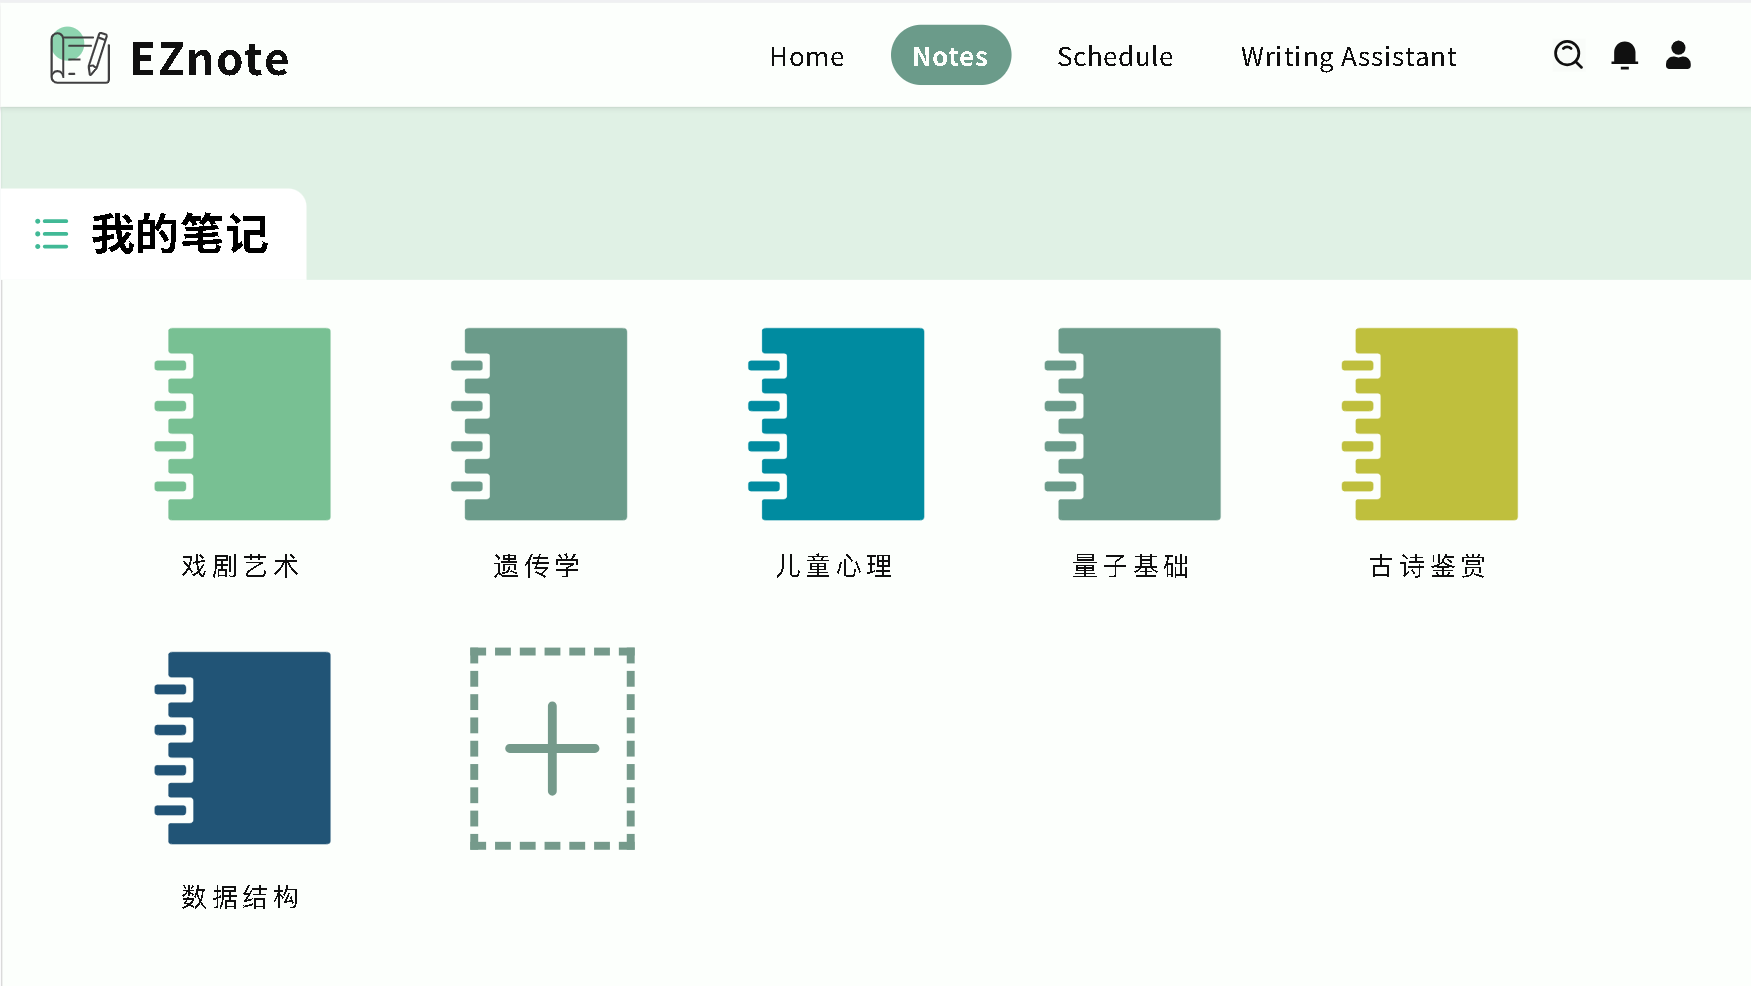 EZnote
Home Notes Schedule Writing Assistant
我的笔记
戏剧艺术 遗传学 儿童心理 量子基础 古诗鉴赏
数据结构